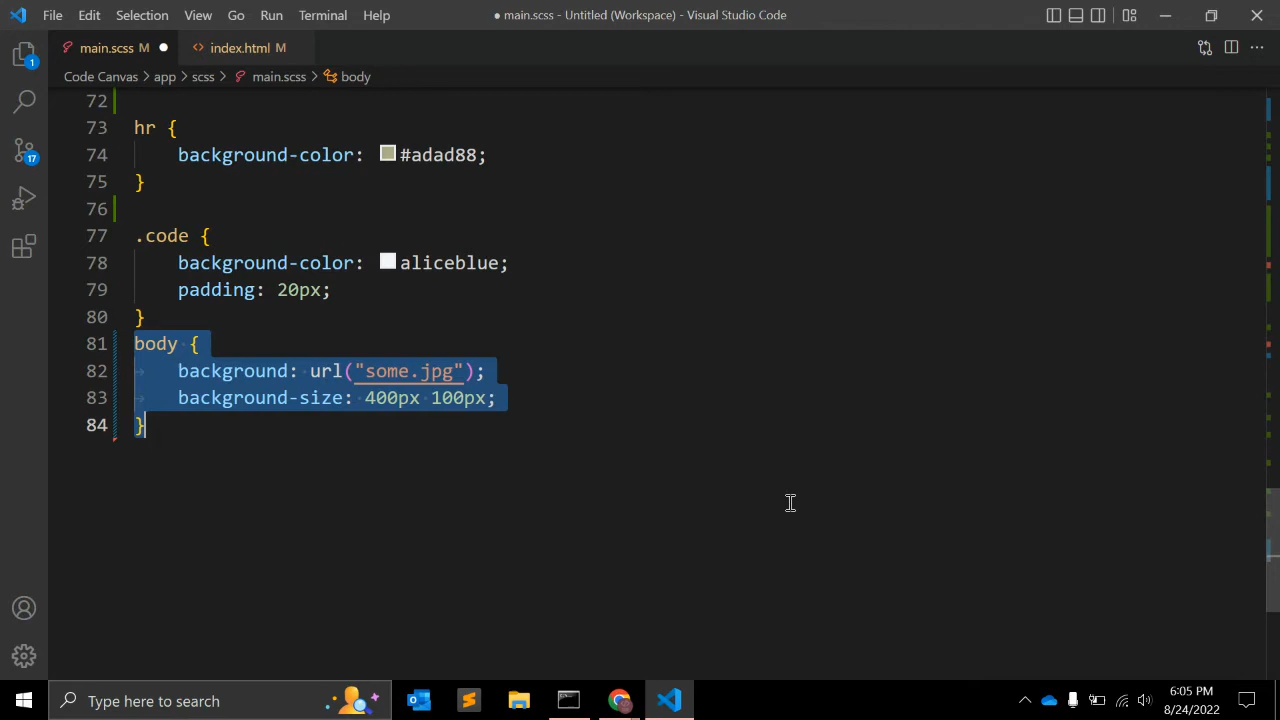 File Edit Selection View Go Run Terminal Help
● main.scss - Untitled (Workspace) - Visual Studio Code
main.scss M ● index.html M
Code Canvas > app > scss > main.scss > body
72
73 hr {
74 background-color: #adad88;
75 }
76
77 .code {
78 background-color: aliceblue;
79 padding: 20px;
80 }
81 body {
82 background: url("some.jpg");
83 background-size: 400px 100px;
84 }
1
17
Type here to search
6:05 PM
8/24/2022